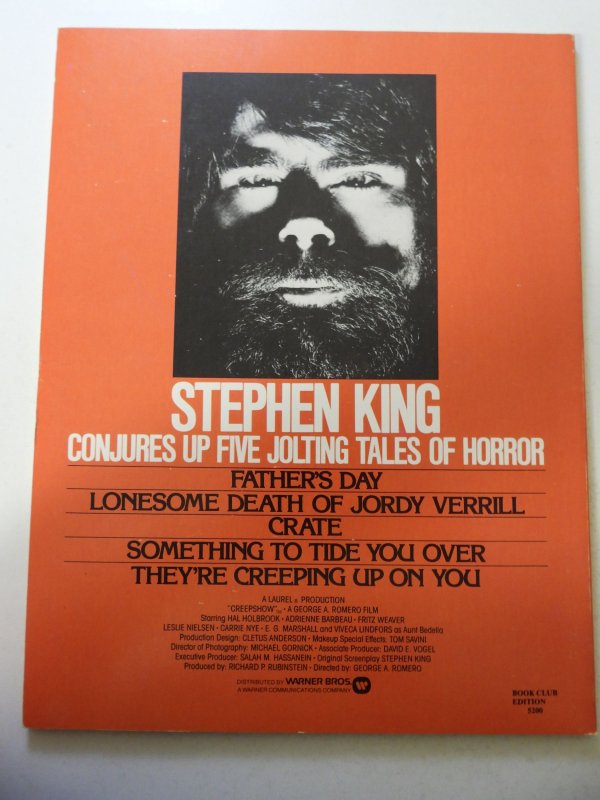 STEPHEN KING
CONJURES UP FIVE JOLTING TALES OF HORROR
FATHER'S DAY
LONESOME DEATH OF JORDY VERRILL
CRATE
SOMETHING TO TIDE YOU OVER
THEY'RE CREEPING UP ON YOU
A LAUREL PRODUCTION
"CREEPSHOW"™ • A GEORGE A. ROMERO FILM
Starring HAL HOLBROOK • ADRIENNE BARBEAU • FRITZ WEAVER
LESLIE NIELSEN • CARRIE NYE • E. G. MARSHALL and VIVECA LINDFORS as Aunt Bedelia
Production Design: CLETUS ANDERSON • Makeup Special Effects: TOM SAVINI
Director of Photography: MICHAEL GORNICK • Associate Producer: DAVID E. VOGEL
Executive Producer: SALAH M. HASSANEIN • Original Screenplay STEPHEN KING
Produced by: RICHARD P. RUBINSTEIN • Directed by: GEORGE A. ROMERO
DISTRIBUTED BY WARNER BROS.
A WARNER COMMUNICATIONS COMPANY
BOOK CLUB
EDITION
5200